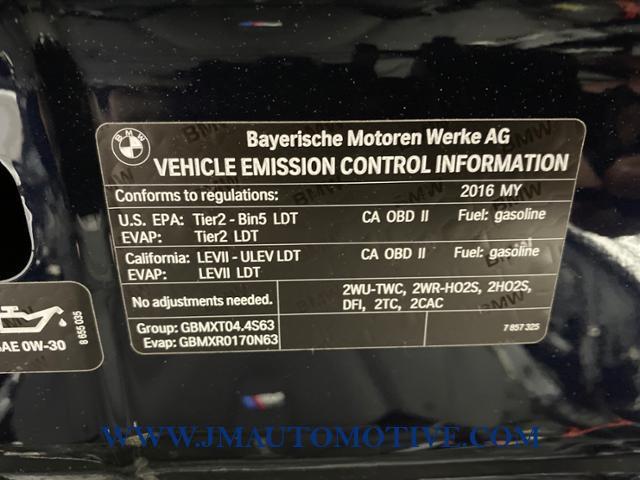 BMW
Bayerische Motoren Werke AG
VEHICLE EMISSION CONTROL INFORMATION
Conforms to regulations: 2016 MY
U.S. EPA: Tier2 - Bin5 LDT CA OBD II Fuel: gasoline
EVAP: Tier2 LDT
California: LEVII - ULEV LDT CA OBD II Fuel: gasoline
EVAP: LEVII LDT
No adjustments needed. 2WU-TWC, 2WR-HO2S, 2HO2S,
DFI, 2TC, 2CAC
Group: GBMXT04.4S63
Evap: GBMXR0170N63
7 857 325
AE 0W-30
8 655 035
WWW.JMAUTOMOTIVE.COM